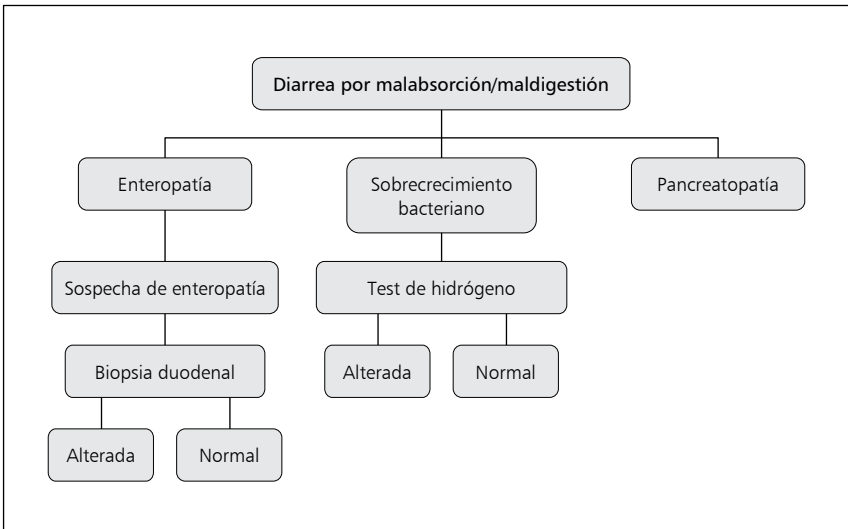 Diarrea por malabsorción/maldigestión
Enteropatía
Sobrecrecimiento
bacteriano
Pancreatopatía
Sospecha de enteropatía
Test de hidrógeno
Biopsia duodenal
Alterada
Normal
Alterada
Normal